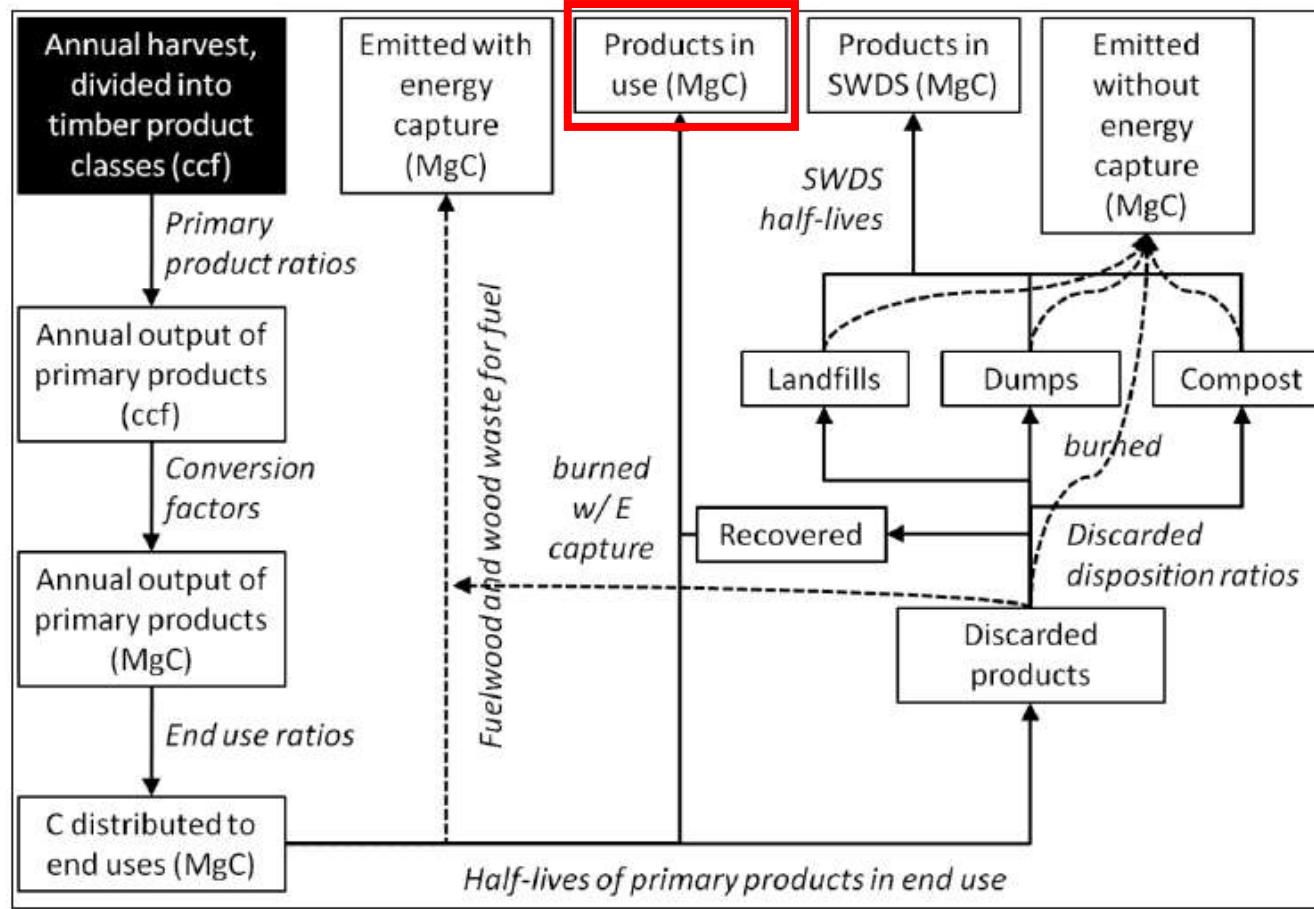 Annual harvest,
divided into
timber product
classes (ccf)
Emitted with
energy
capture
(MgC)
Products in
use (MgC)
Products in
SWDS (MgC)
Emitted
without
energy
capture
(MgC)
Primary
product ratios
SWDS
half-lives
Annual output of
primary products
(ccf)
Fuelwood and wood waste for fuel
Landfills
Dumps
Compost
Conversion
factors
burned
w/ E
capture
burned
Recovered
Discarded
disposition ratios
Annual output of
primary products
(MgC)
Discarded
products
End use ratios
C distributed to
end uses (MgC)
Half-lives of primary products in end use